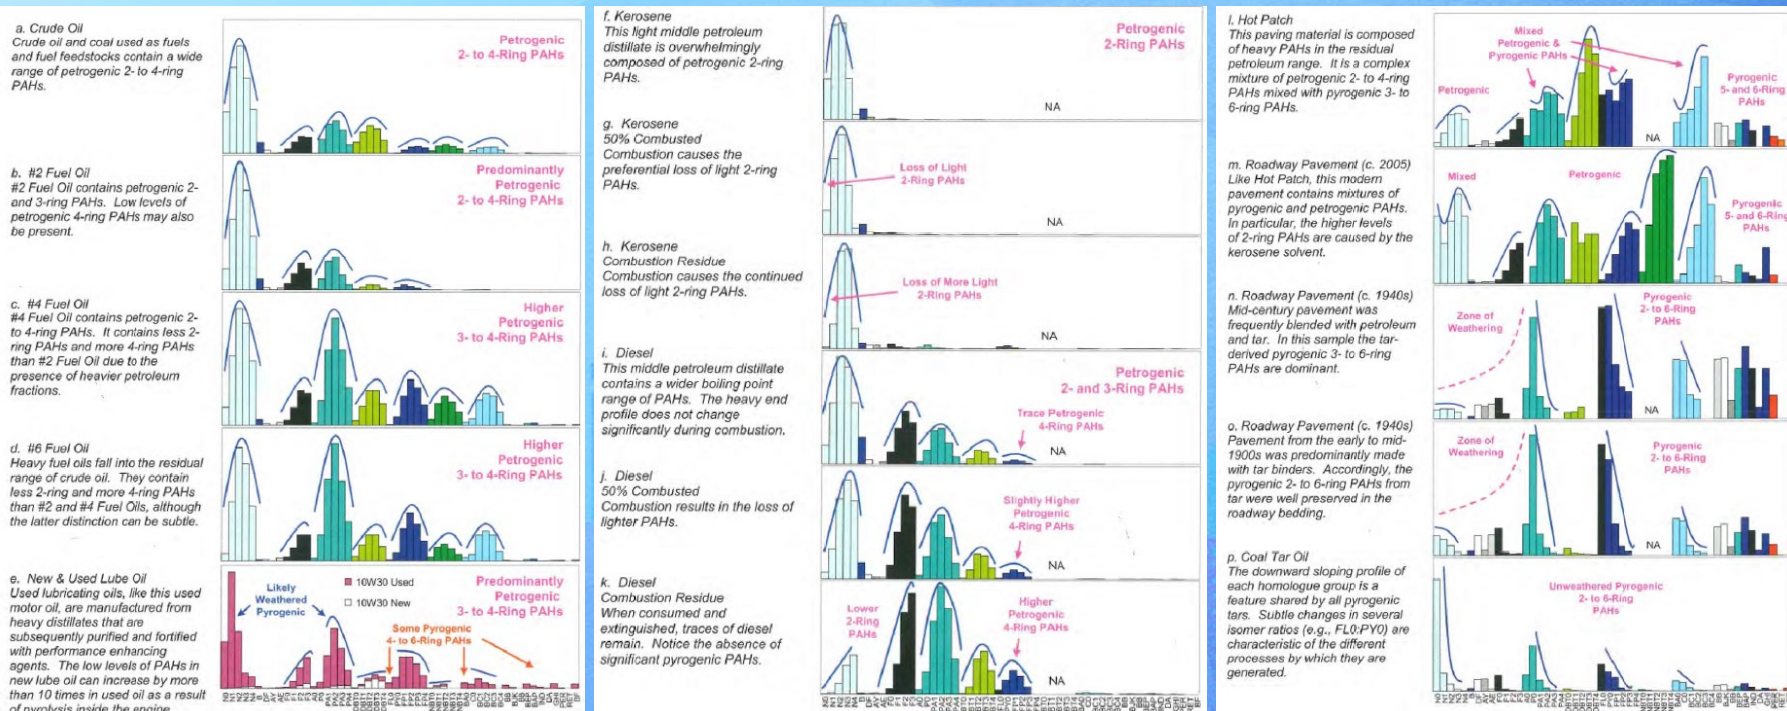 a. Crude Oil
Crude oil and coal used as fuels
and fuel feedstocks contain a wide
range of petrogenic 2- to 4-ring
PAHs.
Petrogenic
2- to 4-Ring PAHs
b. #2 Fuel Oil
#2 Fuel Oil contains petrogenic 2-
and 3-ring PAHs. Low levels of
petrogenic 4-ring PAHs may also
be present.
Predominantly
Petrogenic
2- to 4-Ring PAHs
c. #4 Fuel Oil
#4 Fuel Oil contains petrogenic 2-
to 4-ring PAHs. It contains less 2-
ring PAHs and more 4-ring PAHs
than #2 Fuel Oil due to the
presence of heavier petroleum
fractions.
Higher
Petrogenic
3- to 4-Ring PAHs
d. #6 Fuel Oil
Heavy fuel oils fall into the residual
range of crude oil. They contain
less 2-ring and more 4-ring PAHs
than #2 and #4 Fuel Oils, although
the latter distinction can be subtle.
Higher
Petrogenic
3- to 4-Ring PAHs
e. New & Used Lube Oil
Used lubricating oils, like this used
motor oil, are manufactured from
heavy distillates that are
subsequently purified and fortified
with performance enhancing
agents. The low levels of PAHs in
new lube oil can increase by more
than 10 times in used oil as a result
of pyrolysis inside the engine
Likely
Weathered
Pyrogenic
10W30 Used
10W30 New
Predominantly
Petrogenic
3- to 4-Ring PAHs
Some Pyrogenic
4- to 6-Ring PAHs
f. Kerosene
This light middle petroleum
distillate is overwhelmingly
composed of petrogenic 2-ring
PAHs.
Petrogenic
2-Ring PAHs
NA
g. Kerosene
50% Combusted
Combustion causes the
preferential loss of light 2-ring
PAHs.
Loss of Light
2-Ring PAHs
NA
h. Kerosene
Combustion Residue
Combustion causes the continued
loss of light 2-ring PAHs.
Loss of More Light
2-Ring PAHs
NA
i. Diesel
This middle petroleum distillate
contains a wider boiling point
range of PAHs. The heavy end
profile does not change
significantly during combustion.
Petrogenic
2- and 3-Ring PAHs
Trace Petrogenic
4-Ring PAHs
NA
j. Diesel
50% Combusted
Combustion results in the loss of
lighter PAHs.
Slightly Higher
Petrogenic
4-Ring PAHs
NA
k. Diesel
Combustion Residue
When consumed and
extinguished, traces of diesel
remain. Notice the absence of
significant pyrogenic PAHs.
Lower
2-Ring
PAHs
Higher
Petrogenic
4-Ring PAHs
NA
l. Hot Patch
This paving material is composed
of heavy PAHs in the residual
petroleum range. It is a complex
mixture of petrogenic 2- to 4-ring
PAHs mixed with pyrogenic 3- to
6-ring PAHs.
Petrogenic
Mixed
Petrogenic &
Pyrogenic PAHs
NA
Pyrogenic
5- and 6-Ring
PAHs
m. Roadway Pavement (c. 2005)
Like Hot Patch, this modern
pavement contains mixtures of
pyrogenic and petrogenic PAHs.
In particular, the higher levels
of 2-ring PAHs are caused by the
kerosene solvent.
Mixed
Petrogenic
Pyrogenic
5- and 6-Ring
PAHs
n. Roadway Pavement (c. 1940s)
Mid-century pavement was
frequently blended with petroleum
and tar. In this sample the tar-
derived pyrogenic 3- to 6-ring
PAHs are dominant.
Zone of
Weathering
Pyrogenic
2- to 6-Ring
PAHs
NA
o. Roadway Pavement (c. 1940s)
Pavement from the early to mid-
1900s was predominantly made
with tar binders. Accordingly, the
pyrogenic 2- to 6-ring PAHs from
tar were well preserved in the
roadway bedding.
Zone of
Weathering
Pyrogenic
2- to 6-Ring
PAHs
NA
p. Coal Tar Oil
The downward sloping profile of
each homologue group is a
feature shared by all pyrogenic
tars. Subtle changes in several
isomer ratios (e.g., FL0:PY0) are
characteristic of the different
processes by which they are
generated.
Unweathered Pyrogenic
2- to 6-Ring
PAHs